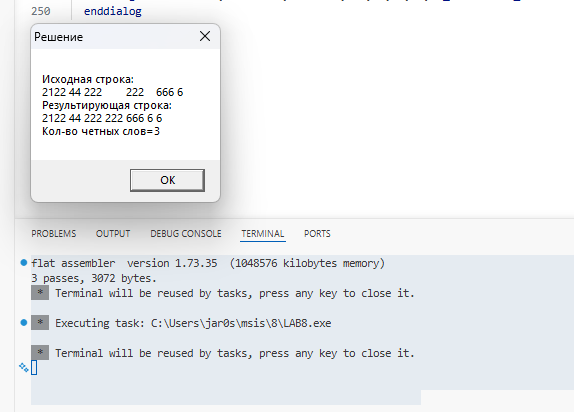 250 enddialog
Решение
Исходная строка:
2122 44 222        222    666 6
Результирующая строка:
2122 44 222 222 666 6 6
Кол-во четных слов=3
OK
PROBLEMS OUTPUT DEBUG CONSOLE TERMINAL PORTS
flat assembler  version 1.73.35  (1048576 kilobytes memory)
3 passes, 3072 bytes.
* Terminal will be reused by tasks, press any key to close it.
* Executing task: C:\Users\jar0s\msis\8\LAB8.exe
* Terminal will be reused by tasks, press any key to close it.